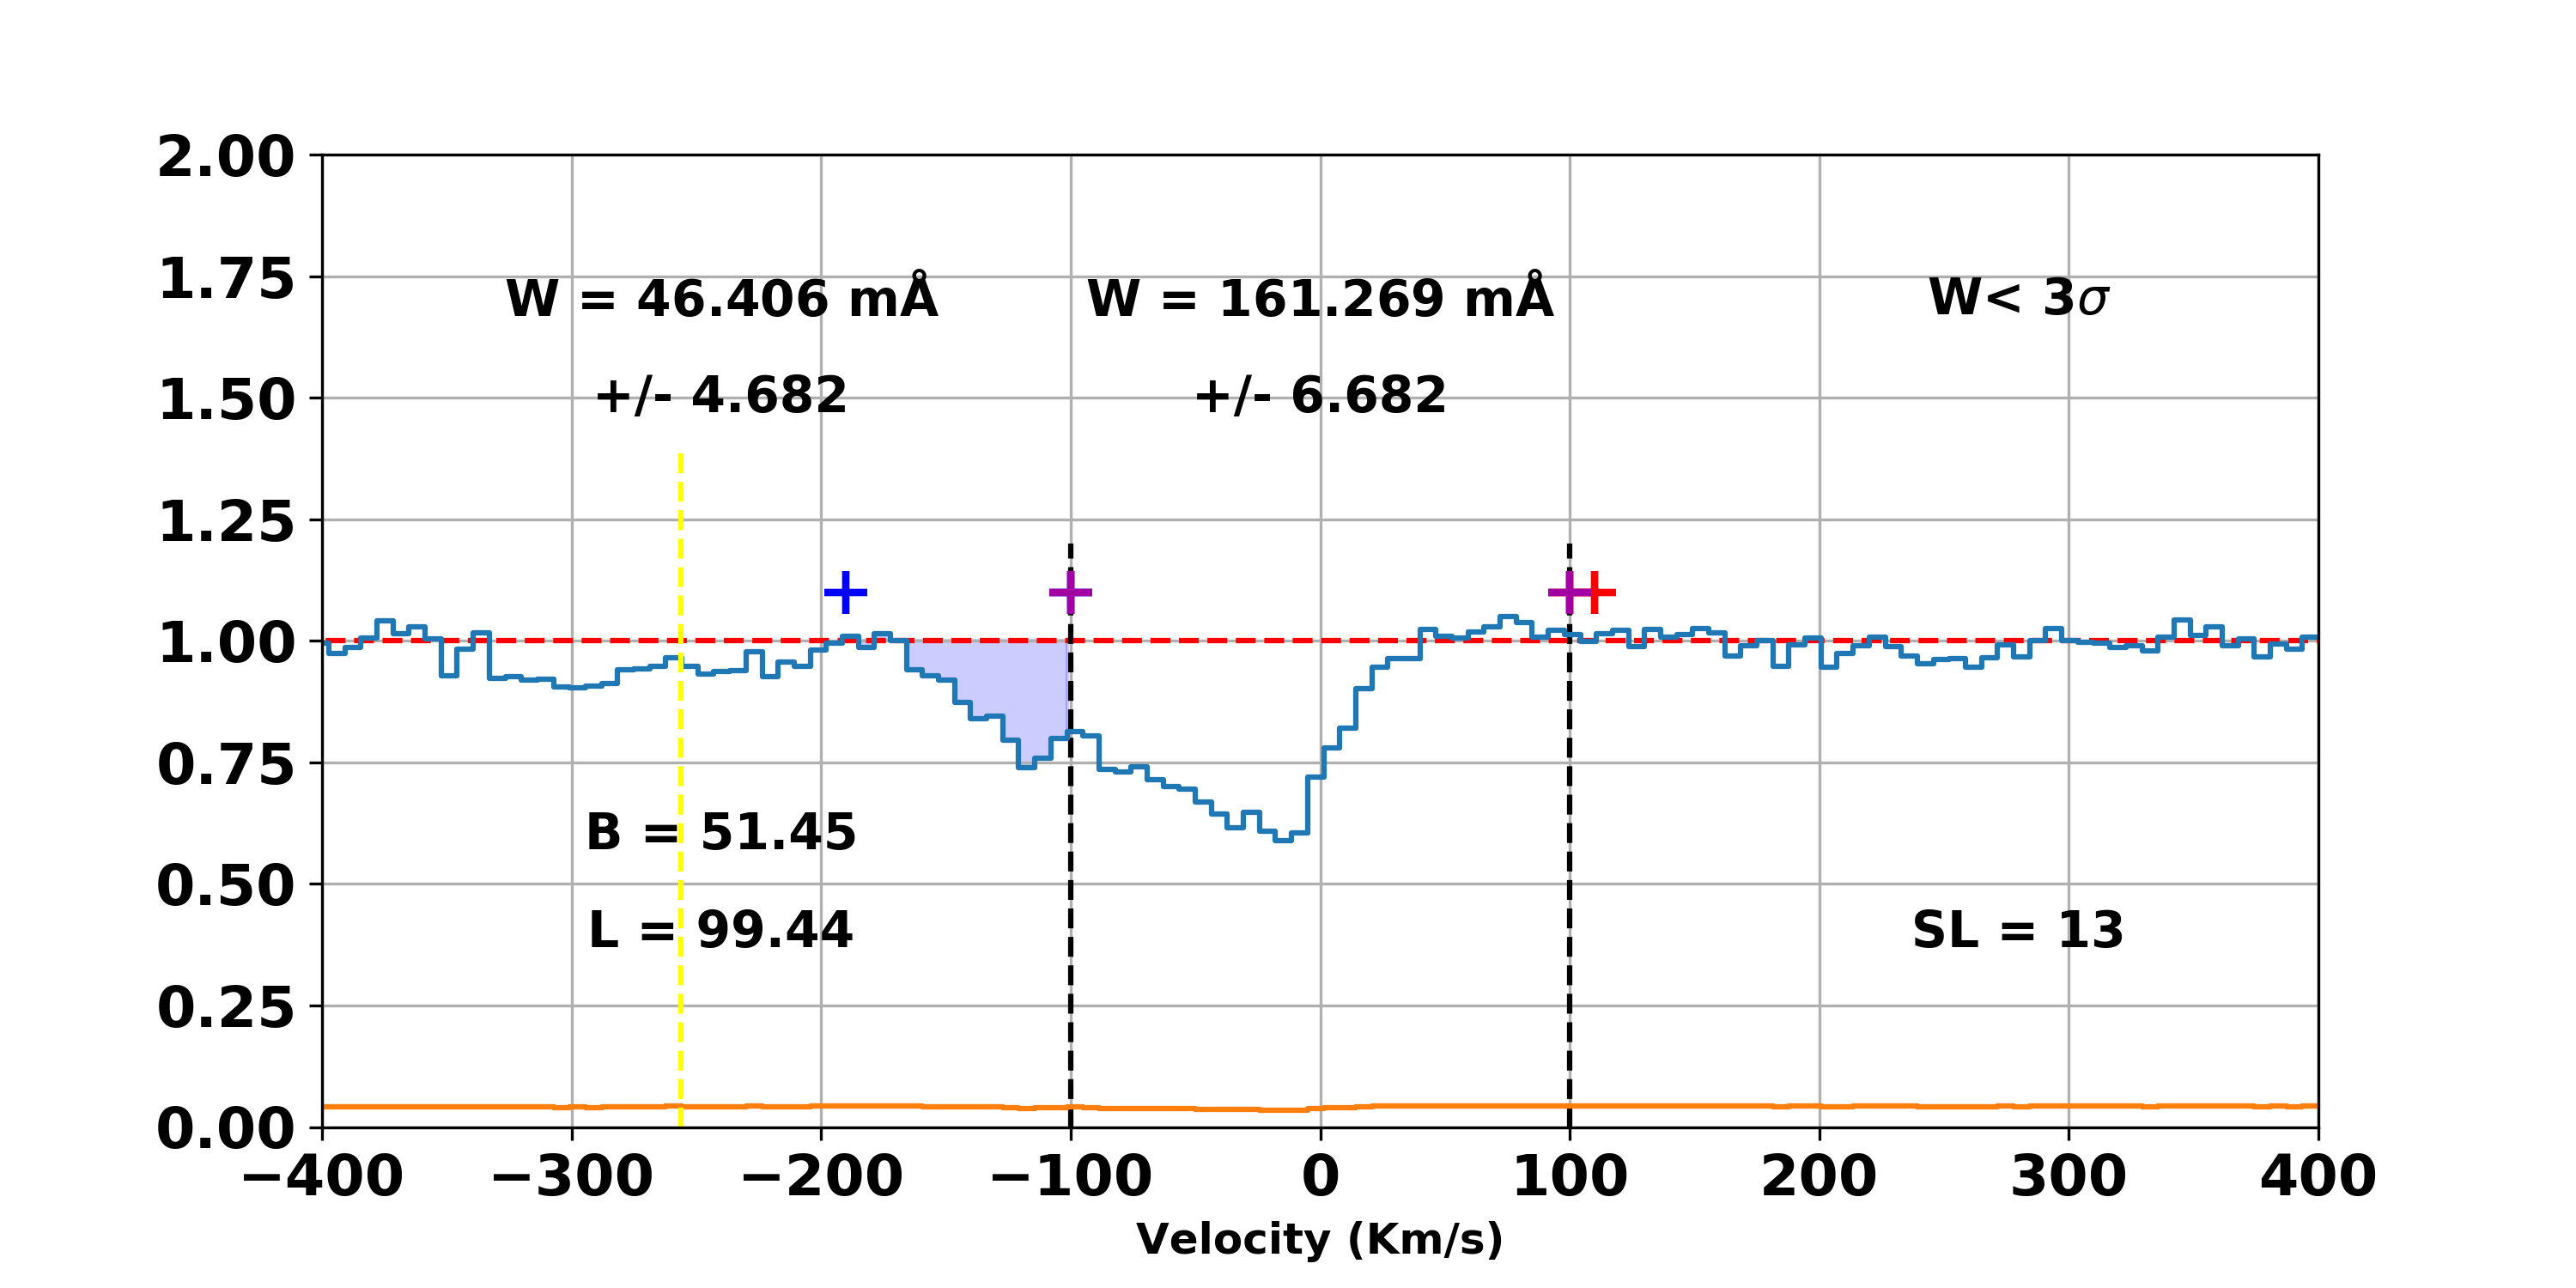 2.00
1.75
W = 46.406 mÅ W = 161.269 mÅ W< 3σ
1.50
+/- 4.682 +/- 6.682
1.25
1.00
0.75
B = 51.45
0.50
L = 99.44 SL = 13
0.25
0.00
−400 −300 −200 −100 0 100 200 300 400
Velocity (Km/s)